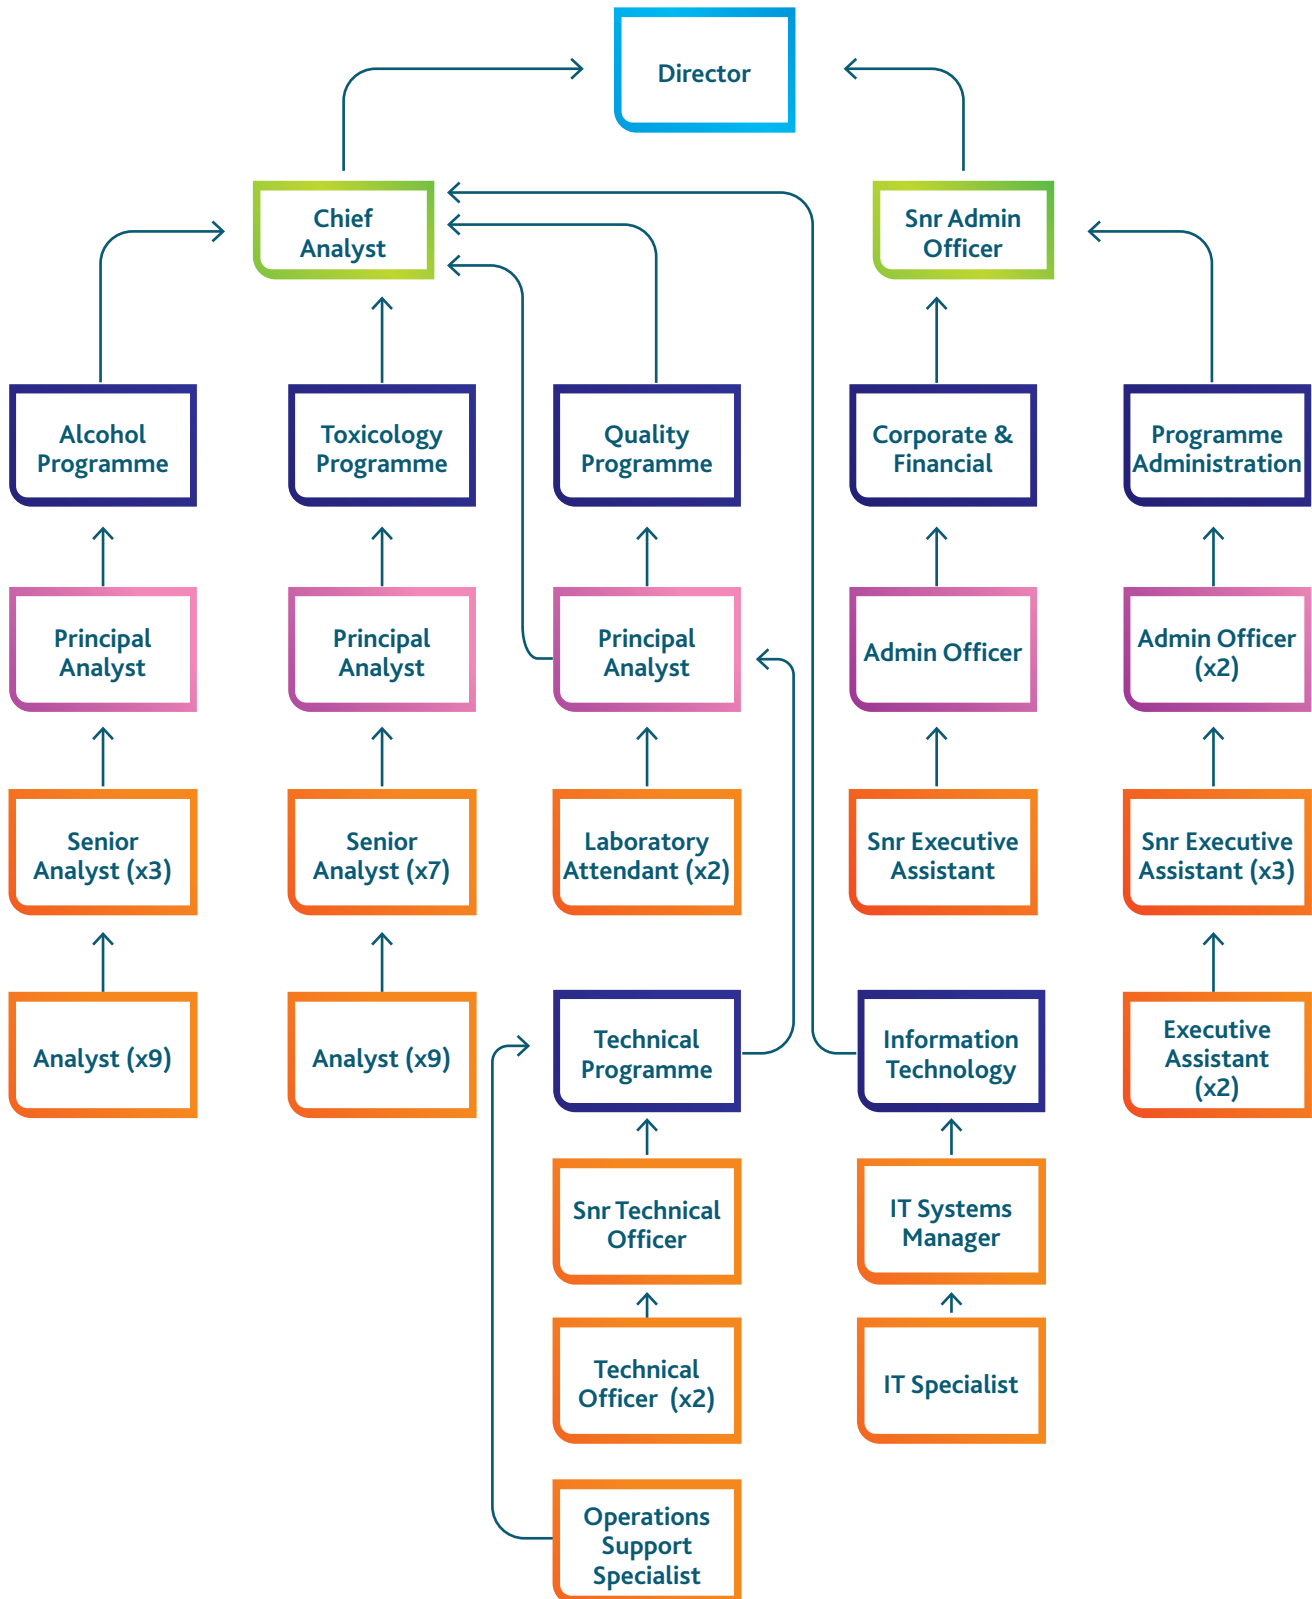 Director
Chief
Analyst
Snr Admin
Officer
Alcohol
Programme
Toxicology
Programme
Quality
Programme
Corporate &
Financial
Programme
Administration
Principal
Analyst
Principal
Analyst
Principal
Analyst
Admin Officer
Admin Officer
(x2)
Senior
Analyst (x3)
Senior
Analyst (x7)
Laboratory
Attendant (x2)
Snr Executive
Assistant
Snr Executive
Assistant (x3)
Analyst (x9)
Analyst (x9)
Technical
Programme
Information
Technology
Executive
Assistant
(x2)
Snr Technical
Officer
IT Systems
Manager
Technical
Officer (x2)
IT Specialist
Operations
Support
Specialist